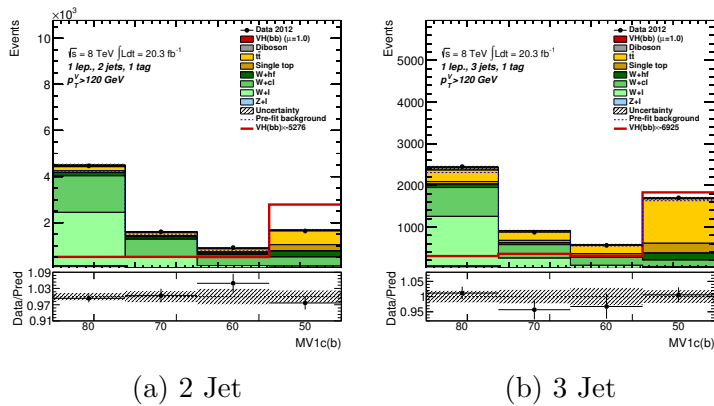 Events
×10³
10
8
6
4
2
√s = 8 TeV ∫Ldt = 20.3 fb⁻¹
1 lep., 2 jets, 1 tag
pᵀⱽ>120 GeV
Data 2012
VH(bb) (μ=1.0)
Diboson
tt̄
Single top
W+hf
W+cl
W+l
Z+l
Uncertainty
Pre-fit background
VH(bb)×5276
Data/Pred
1.09
1.03
0.97
0.91
80 70 60 50
MV1c(b)
(a) 2 Jet
Events
5000
4000
3000
2000
1000
√s = 8 TeV ∫Ldt = 20.3 fb⁻¹
1 lep., 3 jets, 1 tag
pᵀⱽ>120 GeV
Data 2012
VH(bb) (μ=1.0)
Diboson
tt̄
Single top
W+hf
W+cl
W+l
Z+l
Uncertainty
Pre-fit background
VH(bb)×6925
Data/Pred
1.05
1
0.95
80 70 60 50
MV1c(b)
(b) 3 Jet